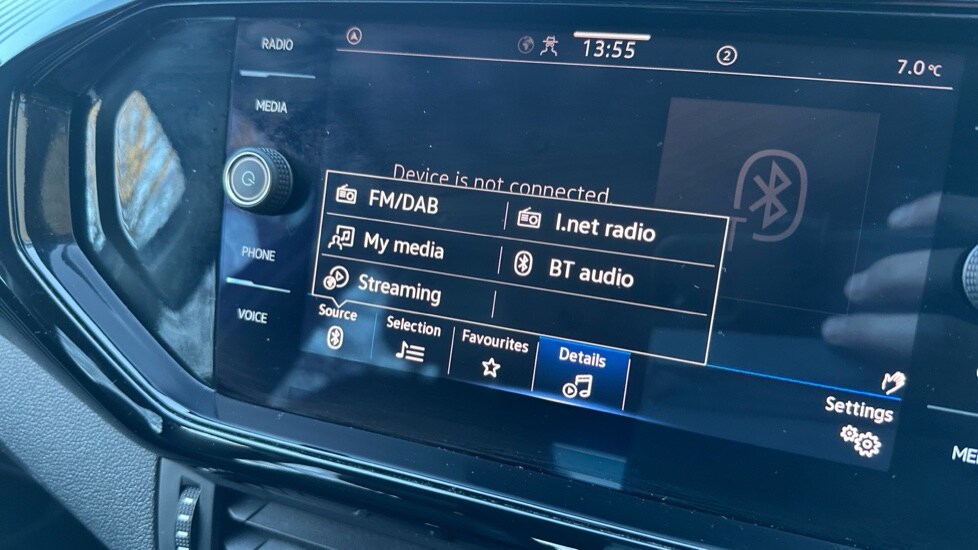 RADIO
MEDIA
PHONE
VOICE
13:55
2
7.0°C
Device is not connected.
FM/DAB
I.net radio
My media
BT audio
Streaming
Source
Selection
Favourites
Details
Settings